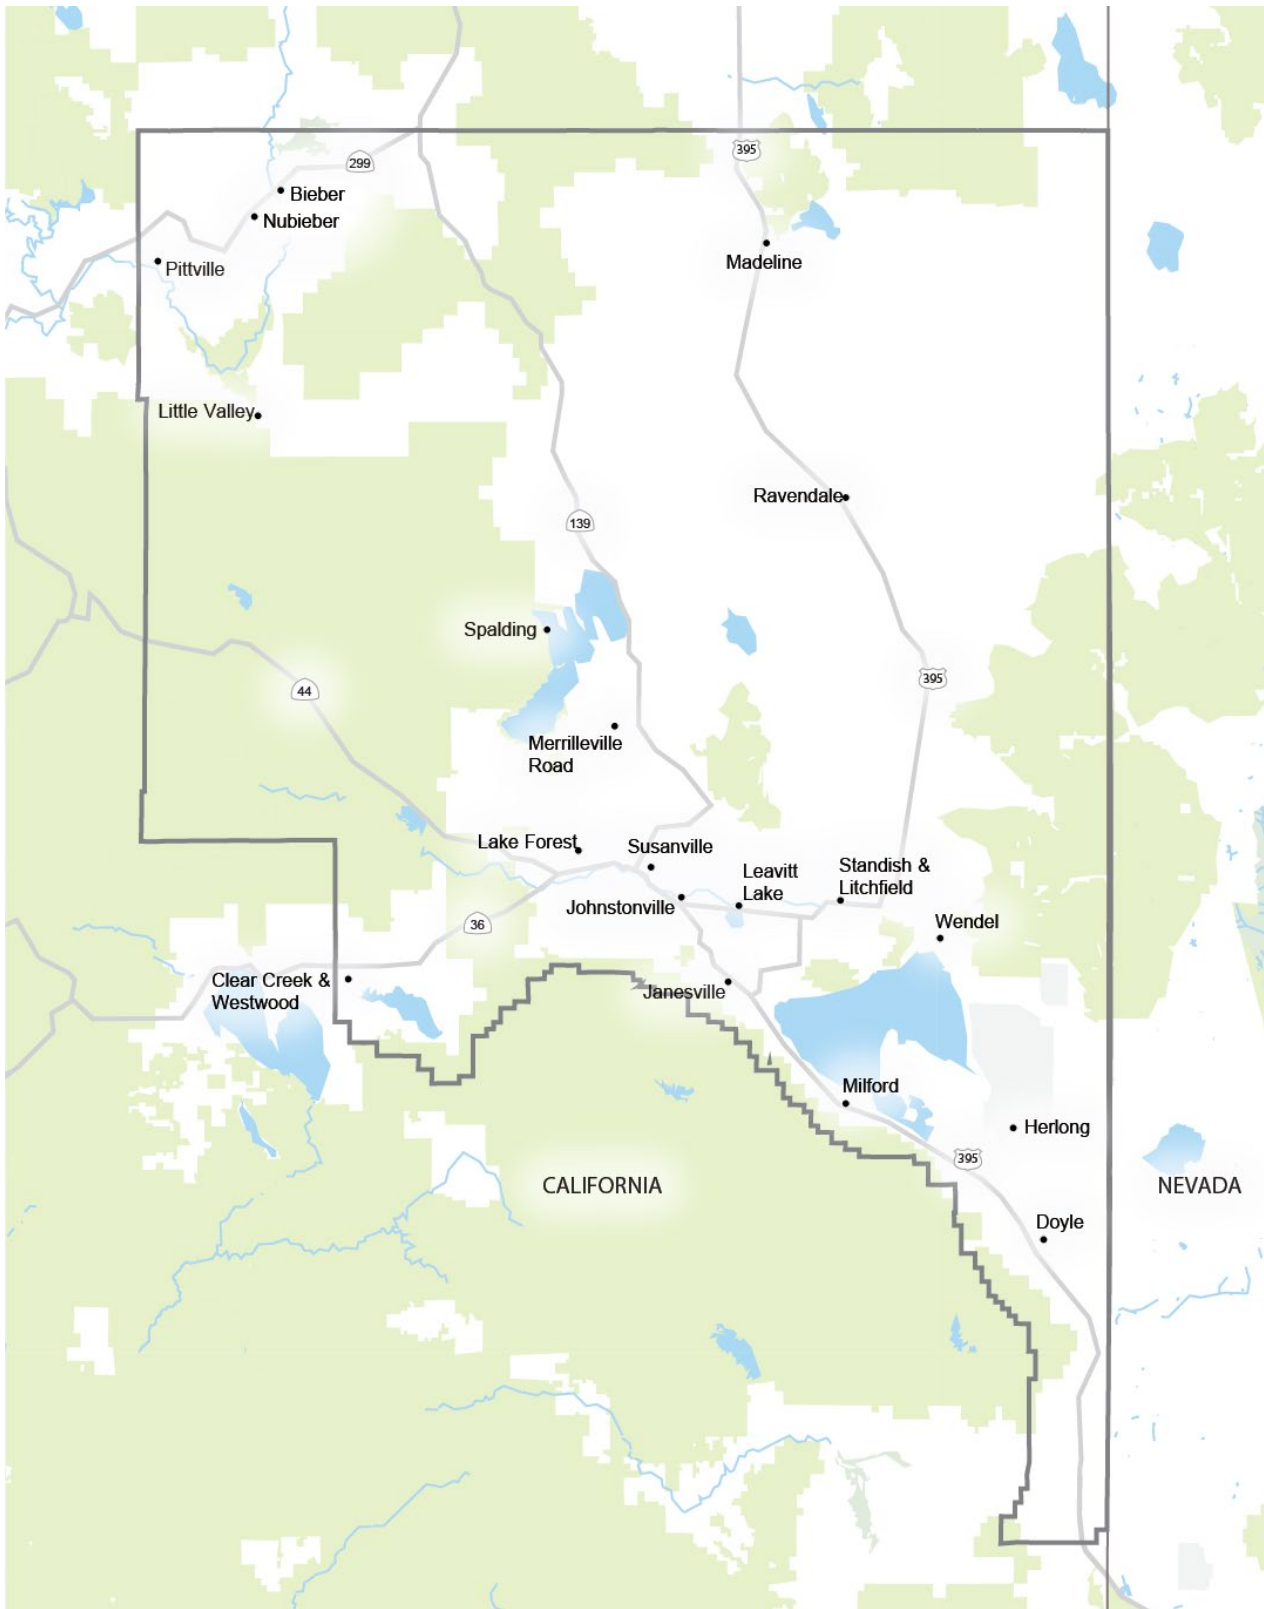 395
299
Bieber
Nubieber
Madeline
Pittville
Little Valley
Ravendale
139
Spalding
395
44
Merrilleville
Road
Lake Forest
Susanville
Leavitt
Lake
Standish &
Litchfield
Johnstonville
36
Wendel
Clear Creek &
Westwood
Janesville
Milford
Herlong
395
CALIFORNIA
NEVADA
Doyle